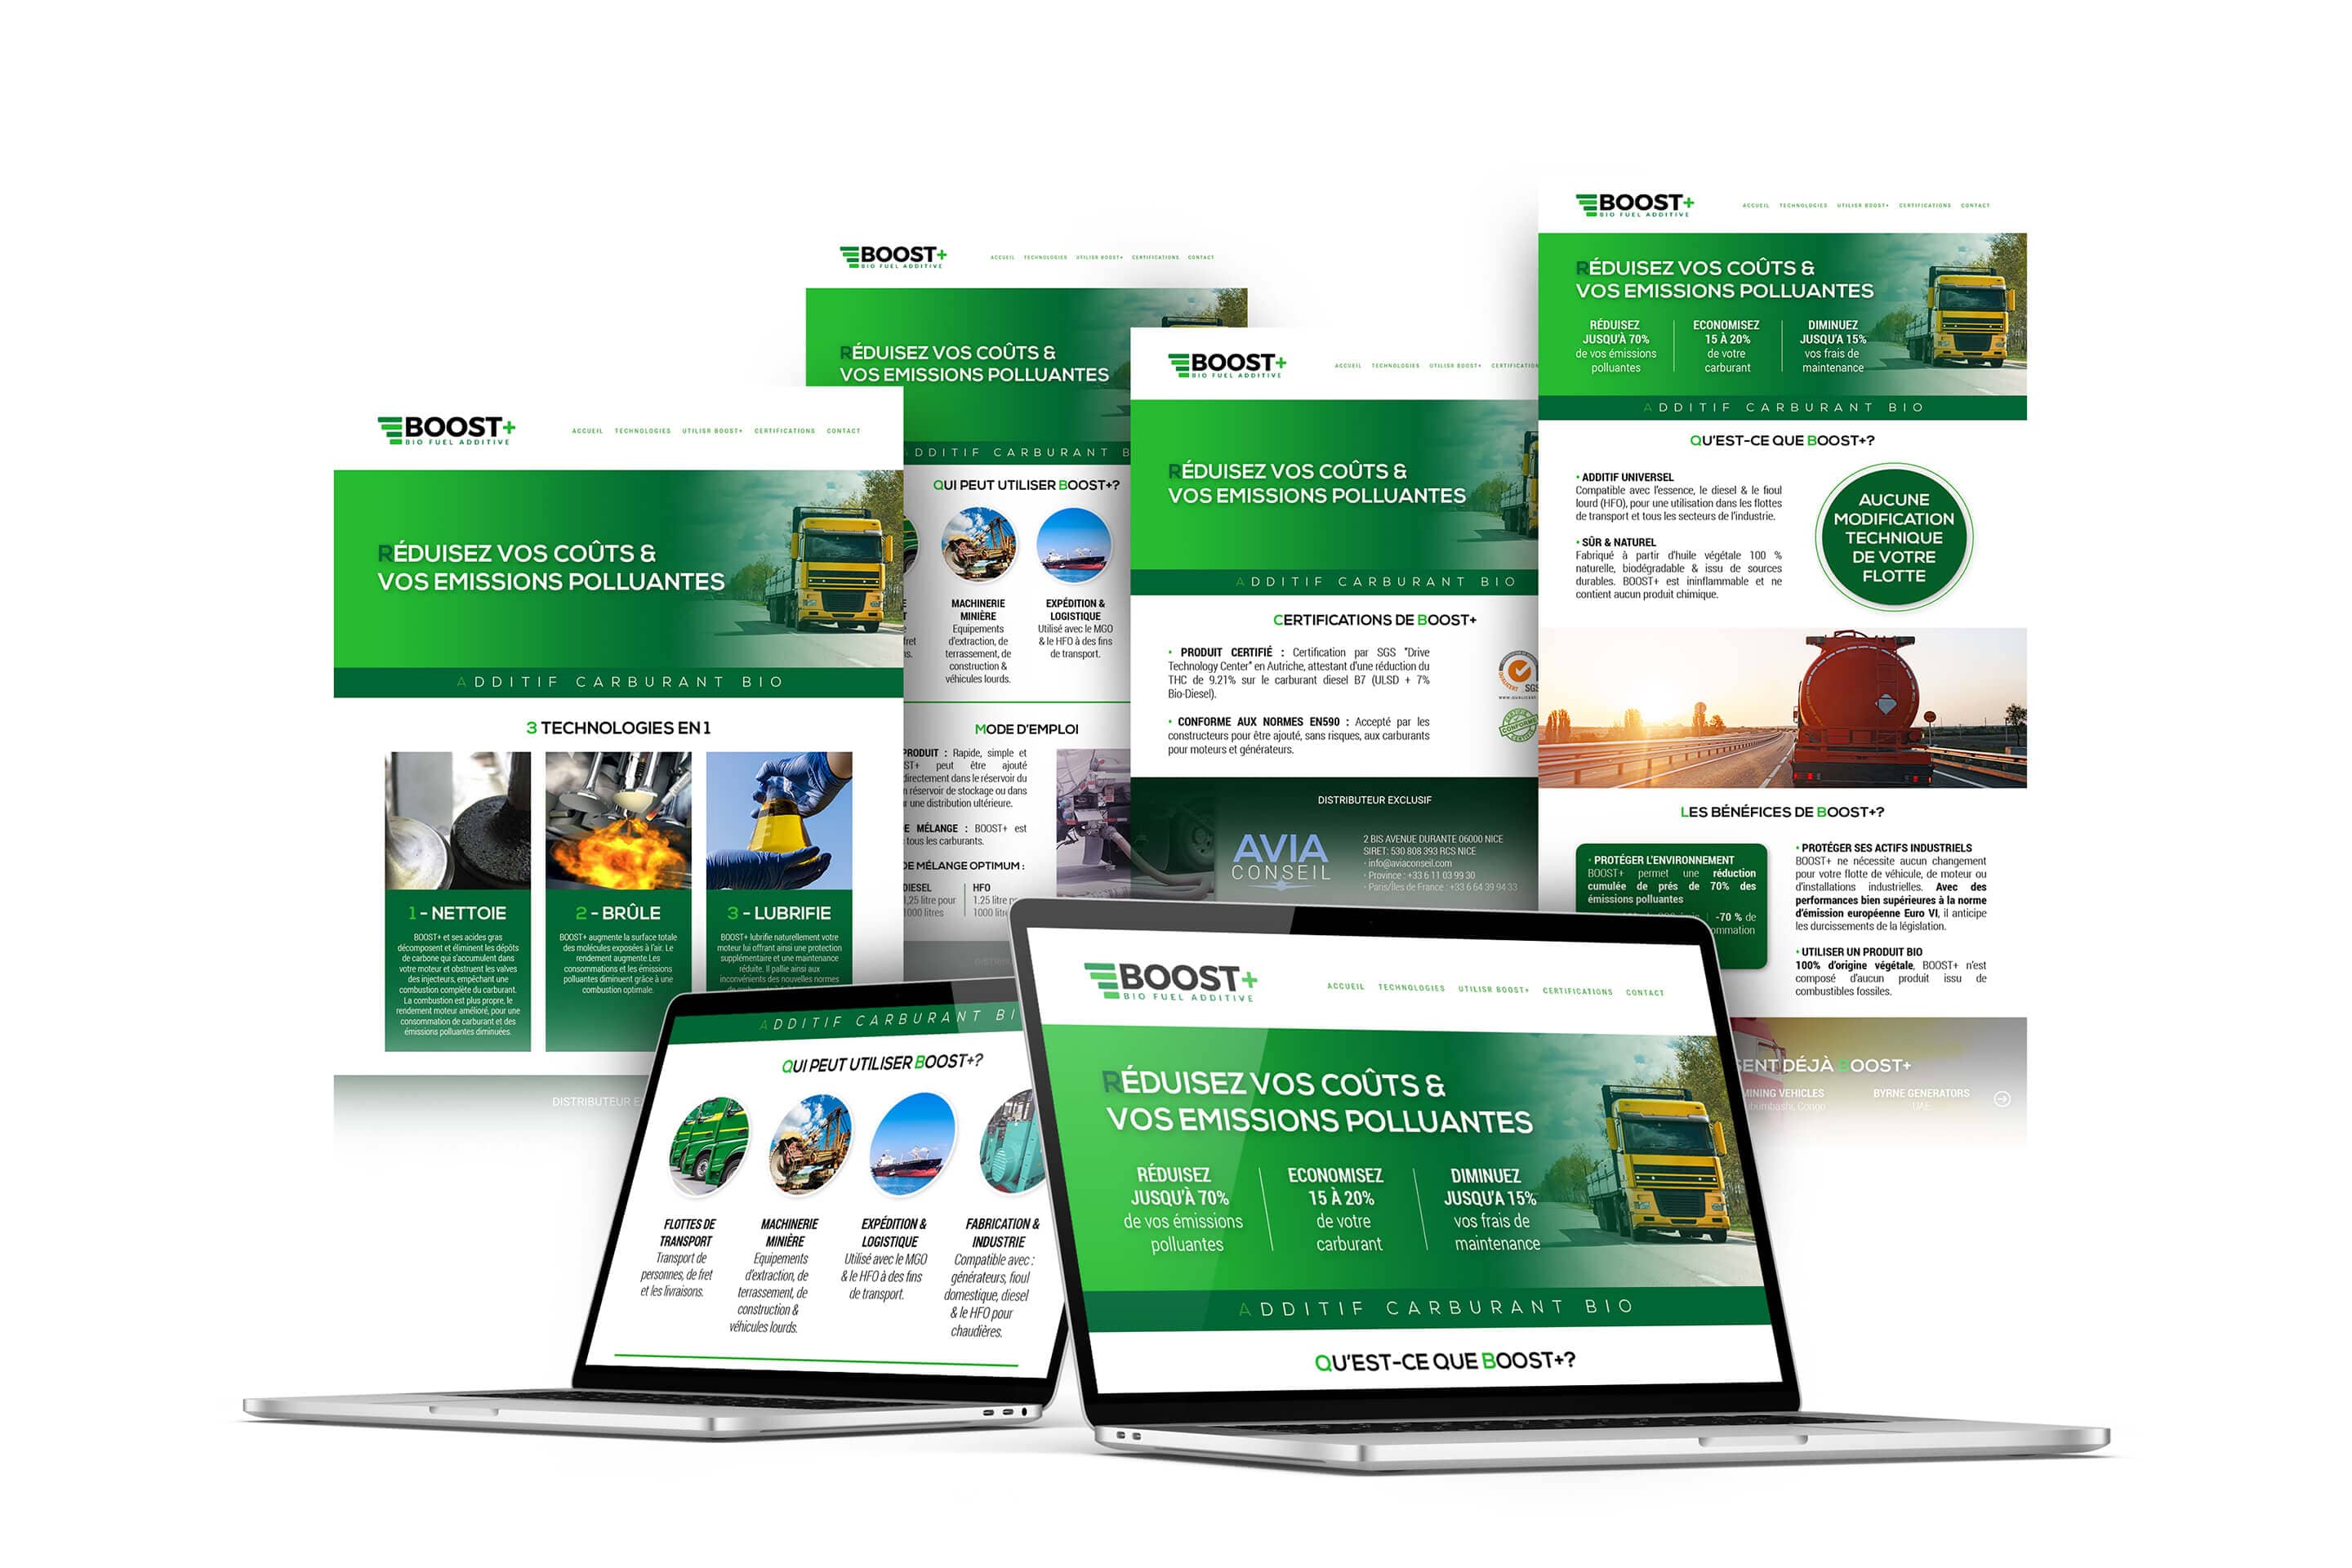 BOOST+
BIO FUEL ADDITIVE
ACCUEIL TECHNOLOGIES UTILISR BOOST+ CERTIFICATIONS CONTACT
RÉDUISEZ VOS COÛTS &
VOS EMISSIONS POLLUANTES
ADDITIF CARBURANT BIO
3 TECHNOLOGIES EN 1
1 - NETTOIE
BOOST+ et ses acides gras
décomposent et éliminent les dépôts
de carbone qui s'accumulent dans
votre moteur et obstruent les valves
des injecteurs, empêchant une
combustion complète du carburant.
La combustion est plus propre, le
rendement moteur amélioré, pour une
consommation de carburant et des
émissions polluantes diminuées.
2 - BRÛLE
BOOST+ augmente la surface totale
des molécules exposées à l'air. Le
rendement augmente.Les
consommations et les émissions
polluantes diminuent grâce à une
combustion optimale.
3 - LUBRIFIE
BOOST+ lubrifie naturellement votre
moteur lui offrant ainsi une protection
supplémentaire et une maintenance
réduite. Il pallie ainsi aux
inconvénients des nouvelles normes
DISTRIBUTEUR E
BOOST+
BIO FUEL ADDITIVE
ACCUEIL TECHNOLOGIES UTILISR BOOST+ CERTIFICATIONS CONTACT
RÉDUISEZ VOS COÛTS &
VOS EMISSIONS POLLUANTES
DDITIF CARBURANT B
QUI PEUT UTILISER BOOST+?
MACHINERIE
MINIÈRE
Equipements
d'extraction, de
terrassement, de
construction &
véhicules lourds.
EXPÉDITION &
LOGISTIQUE
Utilisé avec le MGO
& le HFO à des fins
de transport.
MODE D'EMPLOI
PRODUIT : Rapide, simple et
ST+ peut être ajouté
directement dans le réservoir du
réservoir de stockage ou dans
une distribution ultérieure.
E MÉLANGE : BOOST+ est
tous les carburants.
DE MÉLANGE OPTIMUM :
DIESEL
1,25 litre pour
1000 litres
HFO
1.25 litre p
1000 litr
BOOST+
BIO FUEL ADDITIVE
ACCUEIL TECHNOLOGIES UTILISR BOOST+ CERTIFICATION
RÉDUISEZ VOS COÛTS &
VOS EMISSIONS POLLUANTES
ADDITIF CARBURANT BIO
CERTIFICATIONS DE BOOST+
• PRODUIT CERTIFIÉ : Certification par SGS "Drive
Technology Center" en Autriche, attestant d'une réduction du
THC de 9.21% sur le carburant diesel B7 (ULSD + 7%
Bio-Diesel).
• CONFORME AUX NORMES EN590 : Accepté par les
constructeurs pour être ajouté, sans risques, aux carburants
pour moteurs et générateurs.
SGS
CONFORME
DISTRIBUTEUR EXCLUSIF
AVIA
CONSEIL
2 BIS AVENUE DURANTE 06000 NICE
SIRET: 530 808 393 RCS NICE
• info@aviaconseil.com
• Province : +33 6 11 03 99 30
• Paris/Îles de France : +33 6 64 39 94 33
BOOST+
BIO FUEL ADDITIVE
ACCUEIL TECHNOLOGIES UTILISR BOOST+ CERTIFICATIONS CONTACT
RÉDUISEZ VOS COÛTS &
VOS EMISSIONS POLLUANTES
RÉDUISEZ
JUSQU'À 70%
de vos émissions
polluantes
ECONOMISEZ
15 À 20%
de votre
carburant
DIMINUEZ
JUSQU'A 15%
vos frais de
maintenance
ADDITIF CARBURANT BIO
QU'EST-CE QUE BOOST+?
• ADDITIF UNIVERSEL
Compatible avec l'essence, le diesel & le fioul
lourd (HFO), pour une utilisation dans les flottes
de transport et tous les secteurs de l'industrie.
• SÛR & NATUREL
Fabriqué à partir d'huile végétale 100 %
naturelle, biodégradable & issu de sources
durables. BOOST+ est ininflammable et ne
contient aucun produit chimique.
AUCUNE
MODIFICATION
TECHNIQUE
DE VOTRE
FLOTTE
LES BÉNÉFICES DE BOOST+?
• PROTÉGER L'ENVIRONNEMENT
BOOST+ permet une réduction
cumulée de prés de 70% des
émissions polluantes
-70 % de
ommation
• PROTÉGER SES ACTIFS INDUSTRIELS
BOOST+ ne nécessite aucun changement
pour votre flotte de véhicule, de moteur ou
d'installations industrielles. Avec des
performances bien supérieures à la norme
d'émission européenne Euro VI, il anticipe
les durcissements de la législation.
• UTILISER UN PRODUIT BIO
100% d'origine végétale, BOOST+ n'est
composé d'aucun produit issu de
combustibles fossiles.
SENT DÉJÀ BOOST+
MINING VEHICLES
ubumbashi, Congo
BYRNE GENERATORS
UAE
ADDITIF CARBURANT BI
QUI PEUT UTILISER BOOST+?
FLOTTES DE
TRANSPORT
Transport de
personnes, de fret
et les livraisons.
MACHINERIE
MINIÈRE
Equipements
d'extraction, de
terrassement, de
construction &
véhicules lourds.
EXPÉDITION &
LOGISTIQUE
Utilisé avec le MGO
& le HFO à des fins
de transport.
FABRICATION &
INDUSTRIE
Compatible avec :
générateurs, fioul
domestique, diesel
& le HFO pour
chaudières.
BOOST+
BIO FUEL ADDITIVE
ACCUEIL TECHNOLOGIES UTILISR BOOST+ CERTIFICATIONS CONTACT
RÉDUISEZ VOS COÛTS &
VOS EMISSIONS POLLUANTES
RÉDUISEZ
JUSQU'À 70%
de vos émissions
polluantes
ECONOMISEZ
15 À 20%
de votre
carburant
DIMINUEZ
JUSQU'A 15%
vos frais de
maintenance
ADDITIF CARBURANT BIO
QU'EST-CE QUE BOOST+?